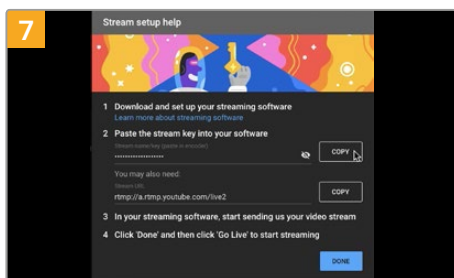 7
Stream setup help
1 Download and set up your streaming software
Learn more about streaming software
2 Paste the stream key into your software
Stream name/key (paste in encoder)
••••••••••••••••••••
COPY
You may also need:
Stream URL
rtmp://a.rtmp.youtube.com/live2
COPY
3 In your streaming software, start sending us your video stream
4 Click 'Done' and then click 'Go Live' to start streaming
DONE